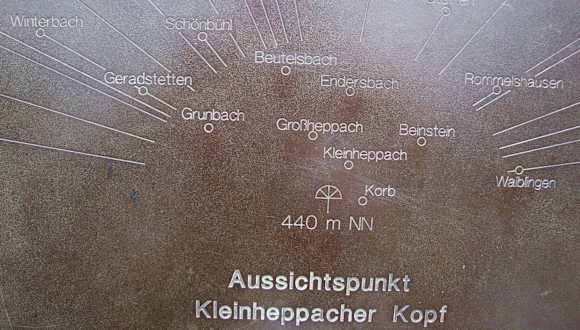 Winterbach
Schönbühl
Beutelsbach
Geradstetten
Endersbach
Rommelshausen
Grunbach
Großheppach
Beinstein
Kleinheppach
Waiblingen
Korb
440 m NN
Aussichtspunkt
Kleinheppacher Kopf